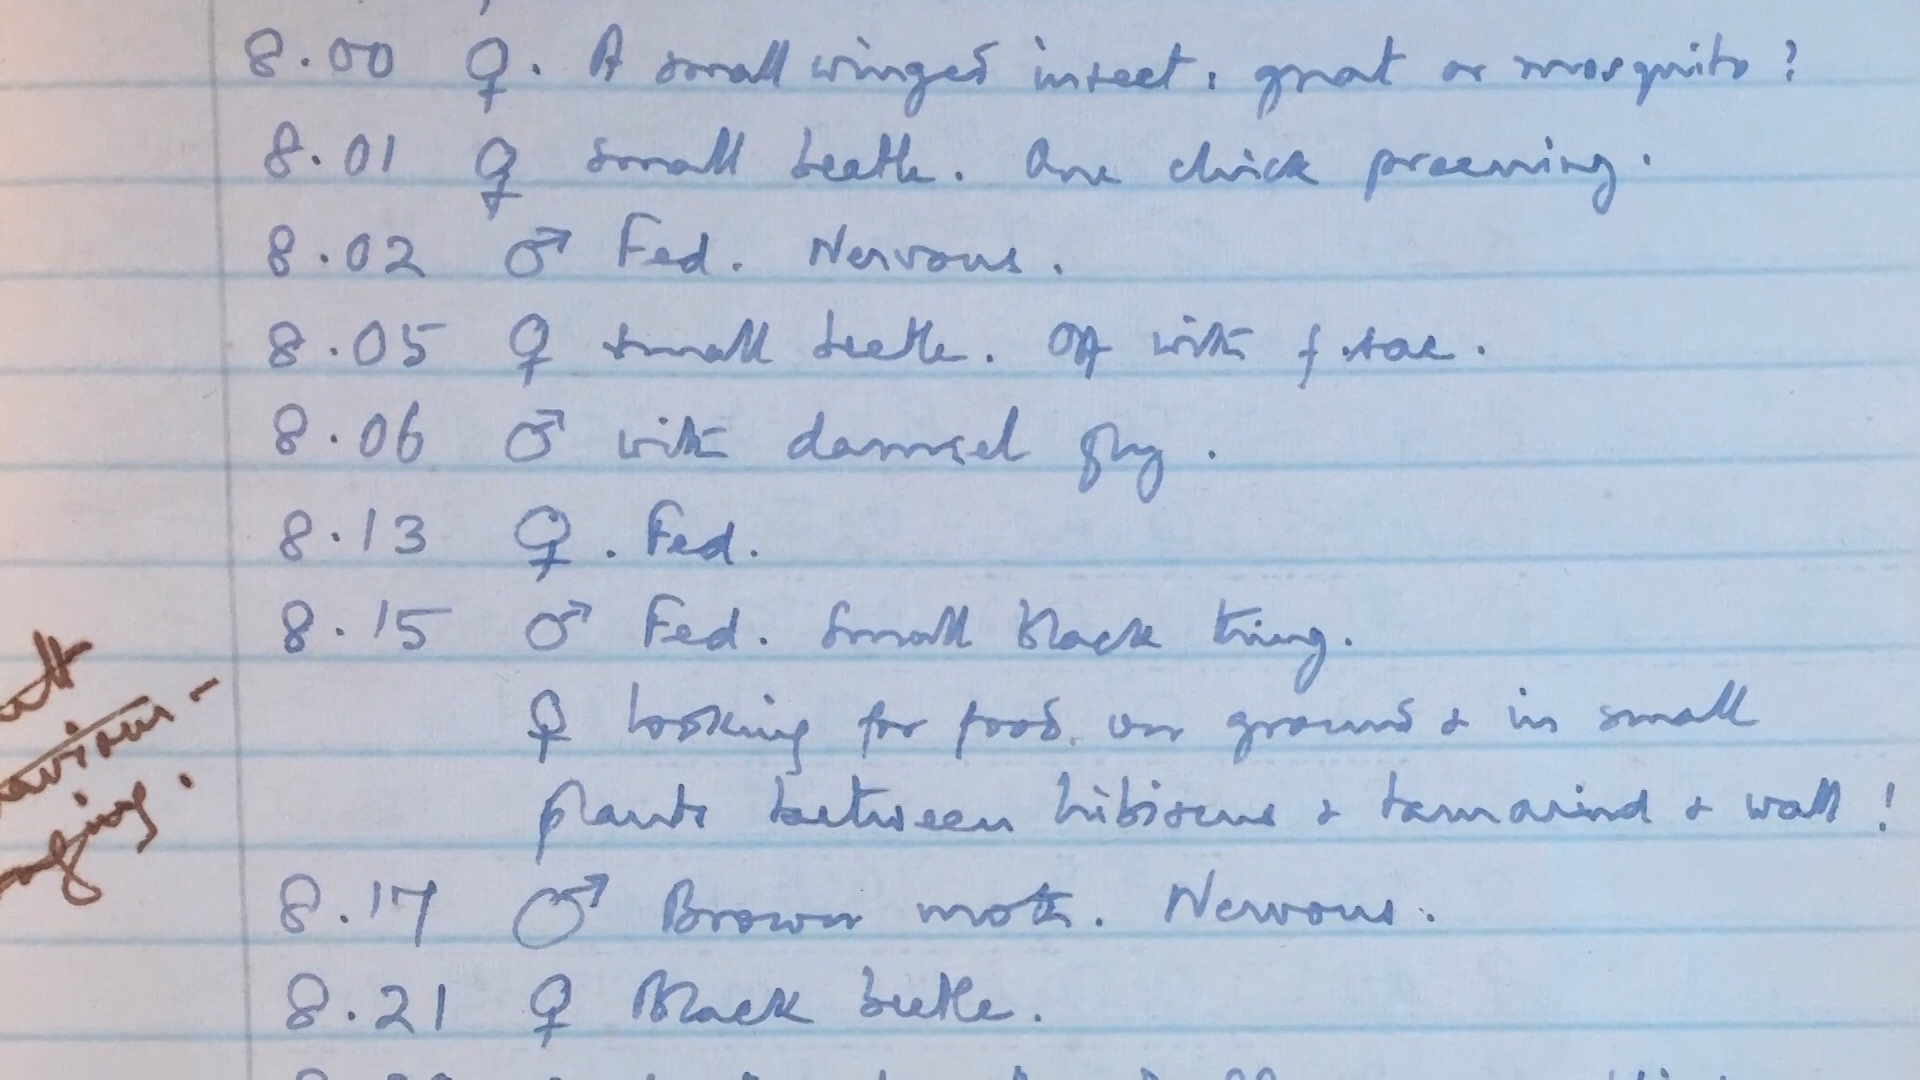 8.00 ♀. A small winged insect, gnat or mosquito?
8.01 ♀ small beetle. One chick preening.
8.02 ♂ Fed. Nervous.
8.05 ♀ small beetle. Off with f.sac.
8.06 ♂ with damsel fly.
8.13 ♀. Fed.
8.15 ♂ Fed. Small black thing.
♀ looking for food on ground & in small
plants between hibiscus & tamarind & wall!
8.17 ♂ Brown moth. Nervous.
8.21 ♀ Black beetle.